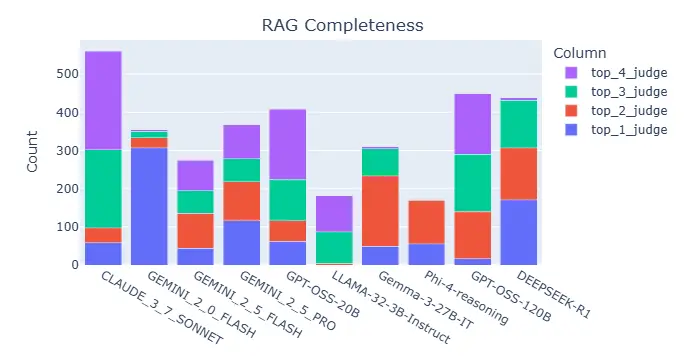 RAG Completeness
Column
top_4_judge
top_3_judge
top_2_judge
top_1_judge
Count
500
400
300
200
100
0
CLAUDE_3_7_SONNET
GEMINI_2_0_FLASH
GEMINI_2_5_FLASH
GEMINI_2_5_PRO
GPT-OSS-20B
LLAMA-32-3B-Instruct
Gemma-3-27B-IT
Phi-4-reasoning
GPT-OSS-120B
DEEPSEEK-R1